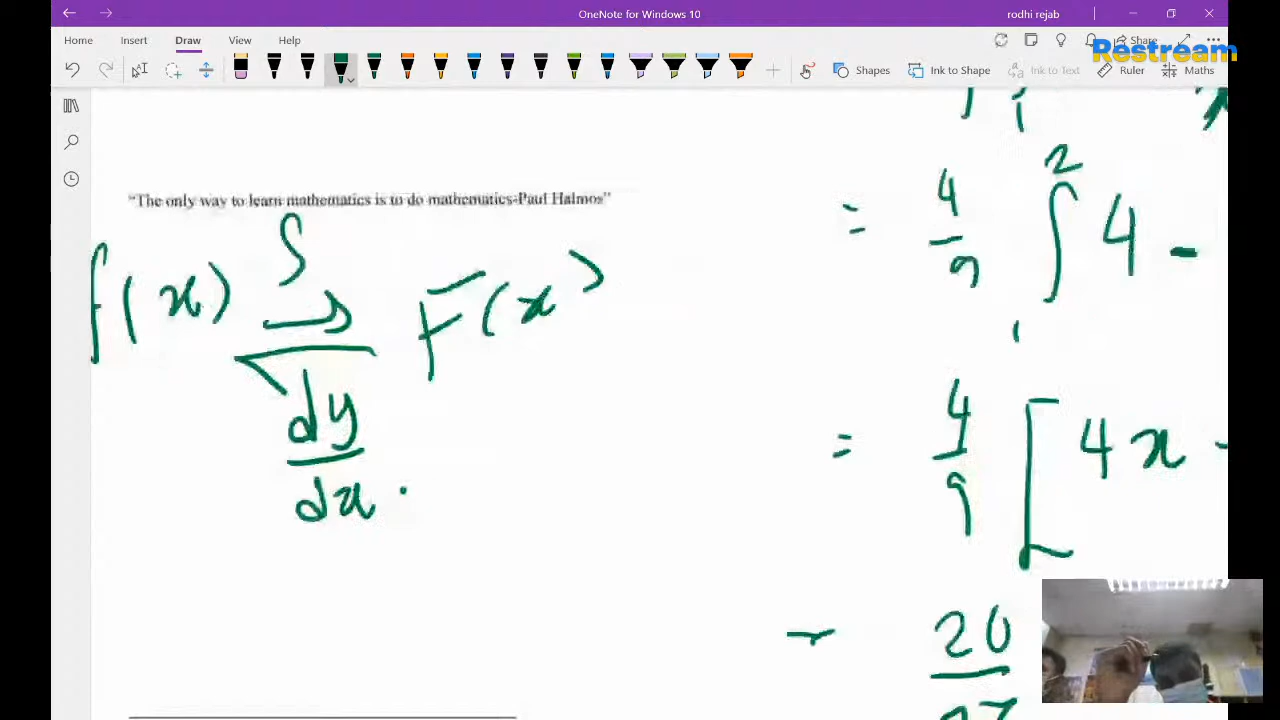 OneNote for Windows 10
rodhi rejab
Home Insert Draw View Help
Share
Restream
Shapes Ink to Shape Ink to Text Ruler Maths
"The only way to learn mathematics is to do mathematics-Paul Halmos"
f(x) ∫ → F(x)
←
dy
dx
= 4/9 ∫ 2 1 4 -
= 4/9 [ 4x -
20